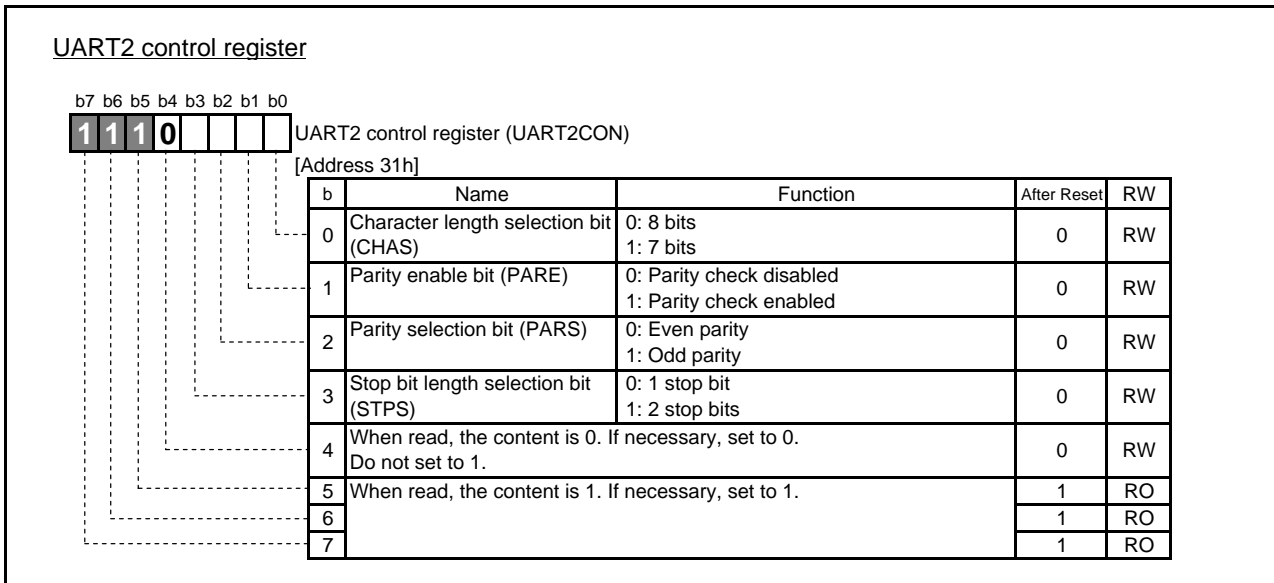 UART2 control register
b7 b6 b5 b4 b3 b2 b1 b0
1 1 1 0
UART2 control register (UART2CON)
[Address 31h]
b Name Function After Reset RW
0 Character length selection bit (CHAS) 0: 8 bits 1: 7 bits 0 RW
1 Parity enable bit (PARE) 0: Parity check disabled 1: Parity check enabled 0 RW
2 Parity selection bit (PARS) 0: Even parity 1: Odd parity 0 RW
3 Stop bit length selection bit (STPS) 0: 1 stop bit 1: 2 stop bits 0 RW
4 When read, the content is 0. If necessary, set to 0. Do not set to 1. 0 RW
5 When read, the content is 1. If necessary, set to 1. 1 RO
6 1 RO
7 1 RO